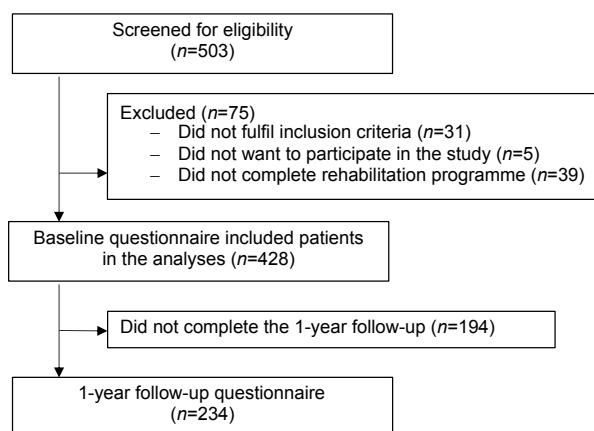 Screened for eligibility
(n=503)
Excluded (n=75)
– Did not fulfil inclusion criteria (n=31)
– Did not want to participate in the study (n=5)
– Did not complete rehabilitation programme (n=39)
Baseline questionnaire included patients
in the analyses (n=428)
Did not complete the 1-year follow-up (n=194)
1-year follow-up questionnaire
(n=234)